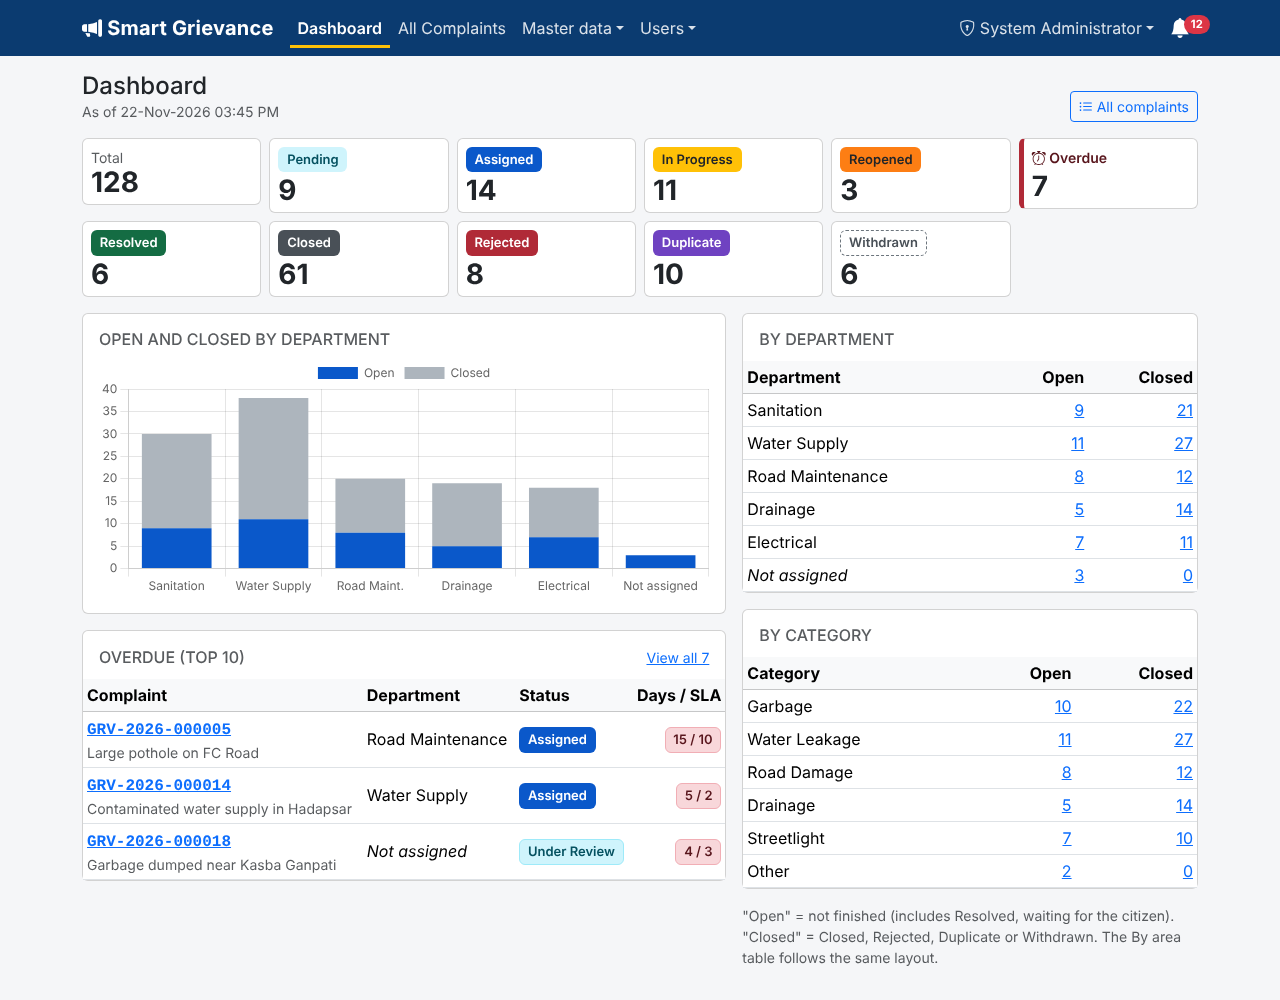 Smart Grievance Dashboard All Complaints Master data Users System Administrator 12
Dashboard
As of 22-Nov-2026 03:45 PM
All complaints
Total
128
Pending
9
Assigned
14
In Progress
11
Reopened
3
Overdue
7
Resolved
6
Closed
61
Rejected
8
Duplicate
10
Withdrawn
6
OPEN AND CLOSED BY DEPARTMENT
Open Closed
40
35
30
25
20
15
10
5
0
Sanitation Water Supply Road Maint. Drainage Electrical Not assigned
OVERDUE (TOP 10) View all 7
Complaint Department Status Days / SLA
GRV-2026-000005
Large pothole on FC Road
Road Maintenance Assigned 15 / 10
GRV-2026-000014
Contaminated water supply in Hadapsar
Water Supply Assigned 5 / 2
GRV-2026-000018
Garbage dumped near Kasba Ganpati
Not assigned Under Review 4 / 3
BY DEPARTMENT
Department Open Closed
Sanitation 9 21
Water Supply 11 27
Road Maintenance 8 12
Drainage 5 14
Electrical 7 11
Not assigned 3 0
BY CATEGORY
Category Open Closed
Garbage 10 22
Water Leakage 11 27
Road Damage 8 12
Drainage 5 14
Streetlight 7 10
Other 2 0
"Open" = not finished (includes Resolved, waiting for the citizen).
"Closed" = Closed, Rejected, Duplicate or Withdrawn. The By area
table follows the same layout.